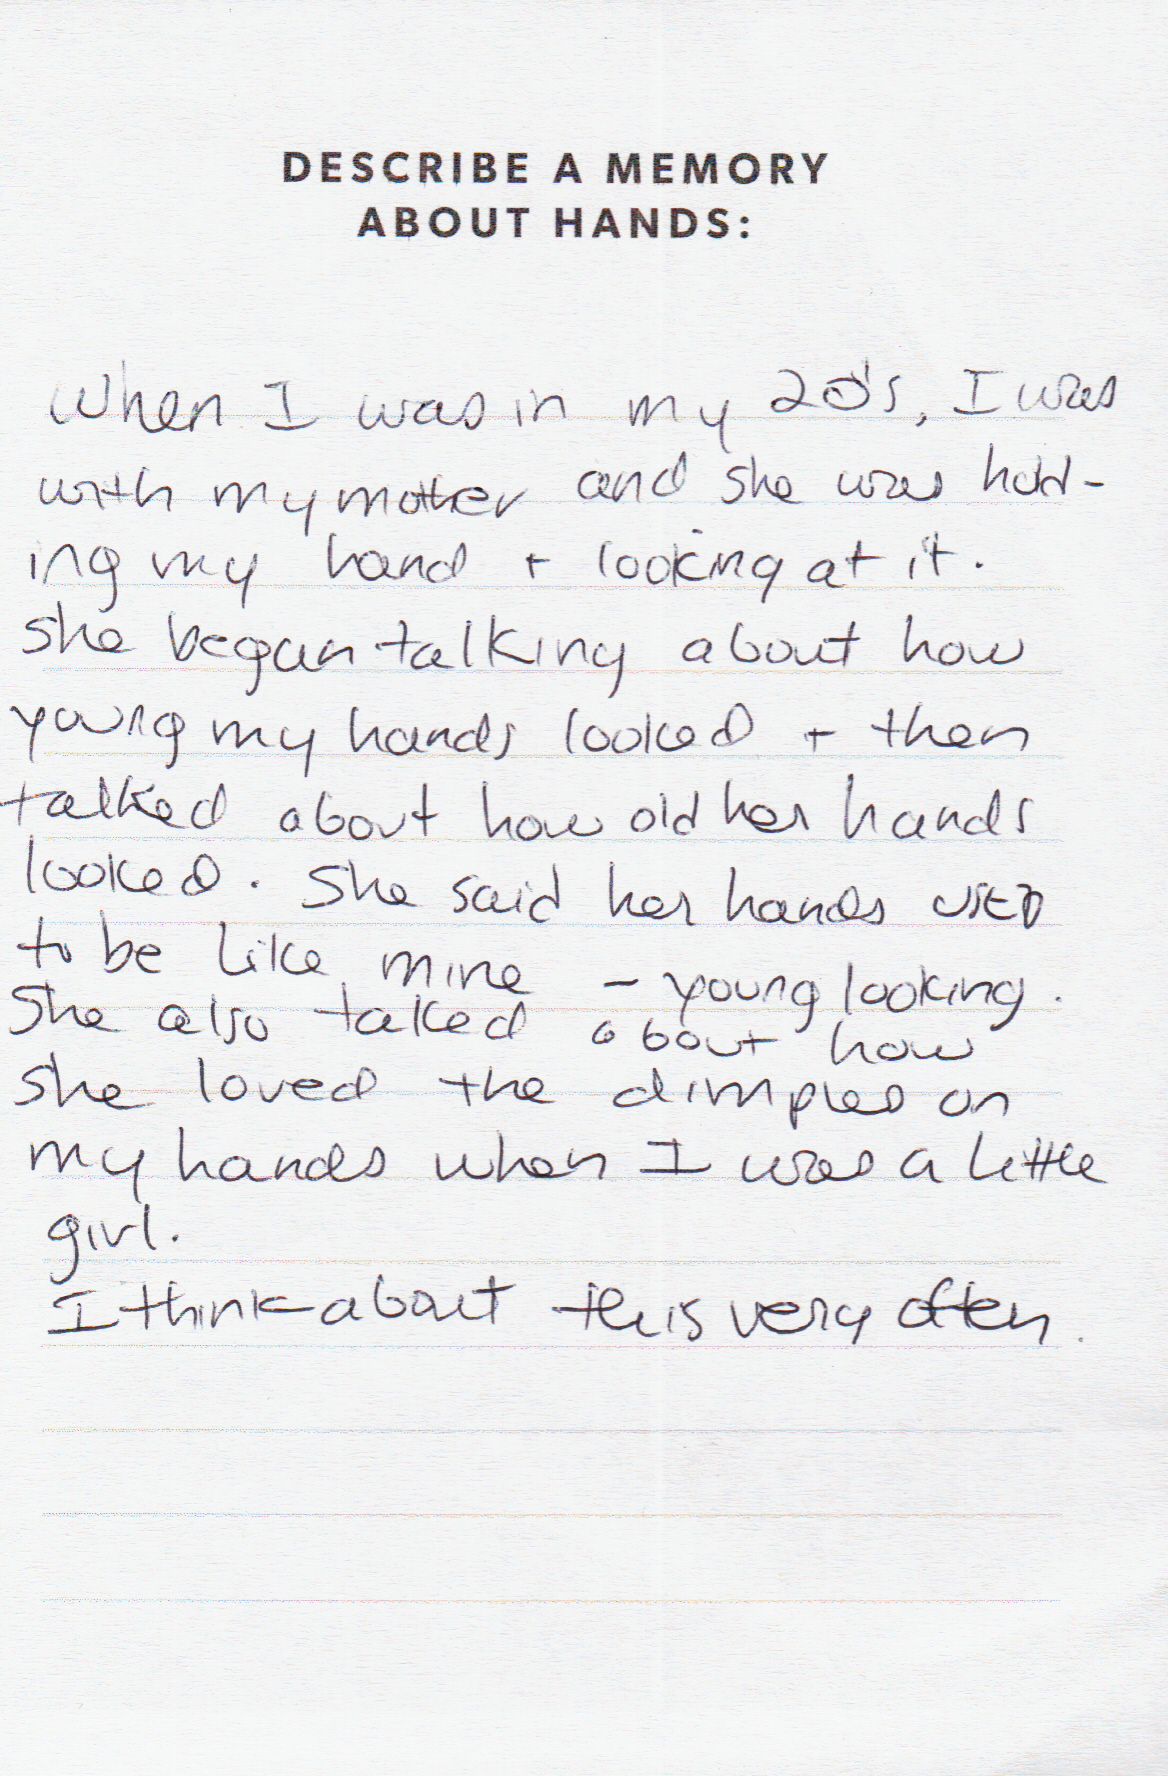 DESCRIBE A MEMORY
ABOUT HANDS:
When I was in my 20's, I was
with my mother and she was hold-
ing my hand + looking at it.
She began talking about how
young my hands looked + then
talked about how old her hands
looked. She said her hands used
to be like mine - young looking.
She also talked about how
she loved the dimples on
my hands when I was a little
girl.
I think about this very often.